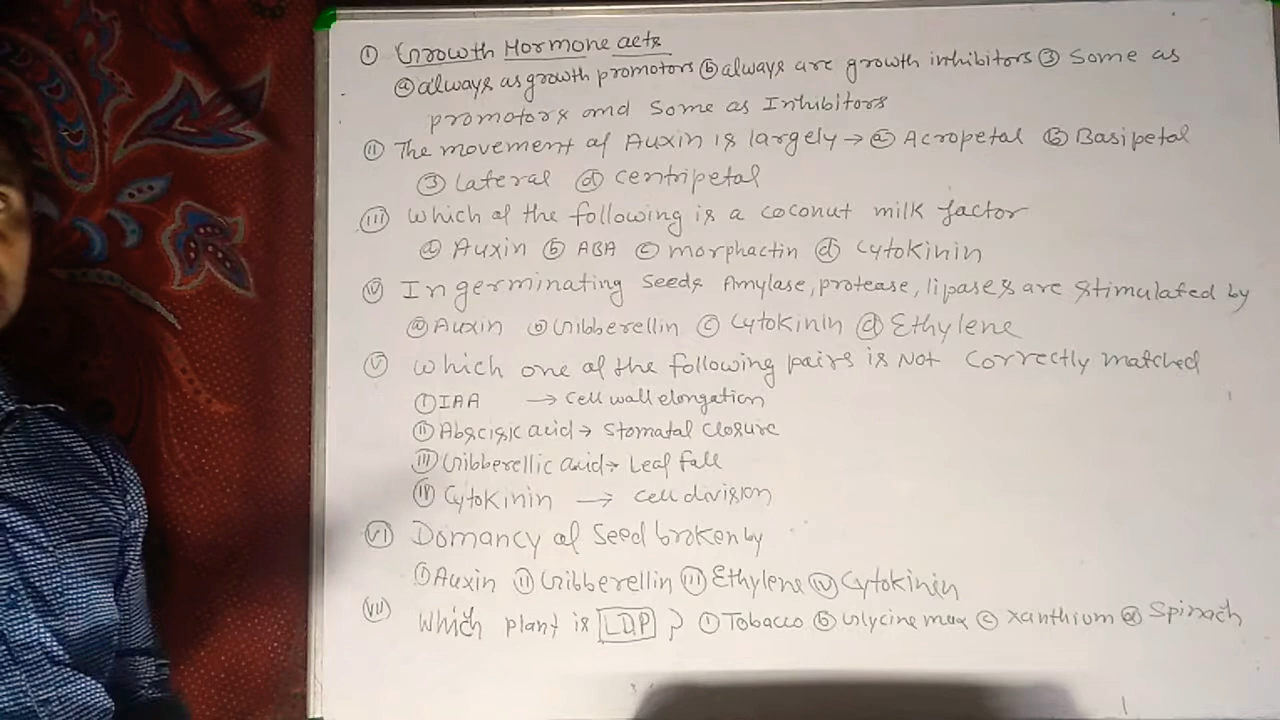 ① Growth Hormone acts
ⓐ always as growth promotors ⓑ always are growth inhibitors ③ Some as
promotors and Some as Inhibitors
ⓘⓘ The movement of Auxin is largely → ⓐ Acropetal ⓑ Basipetal
③ Lateral ⓓ centripetal
ⓘⓘⓘ which of the following is a coconut milk factor
ⓐ Auxin ⓑ ABA ⓒ morphactin ⓓ Cytokinin
ⓘⓥ In germinating Seeds Amylase, protease, lipases are stimulated by
ⓐ Auxin ⓑ Gibberellin ⓒ Cytokinin ⓓ Ethylene
ⓥ which one of the following pairs is Not Correctly matched
ⓘ IAA → Cell wall elongation
ⓘⓘ Abscisic acid → Stomatal Closure
ⓘⓘⓘ Gibberellic acid → Leaf fall
ⓘⓥ Cytokinin → cell division
ⓥⓘ Domancy of Seed broken by
ⓘ Auxin ⓘⓘ Gibberellin ⓘⓘⓘ Ethylene ⓘⓥ Cytokinin
ⓥⓘⓘ Which plant is LDP ? ① Tobacco ⓑ Glycine max ⓒ Xanthium ⓓ Spinach